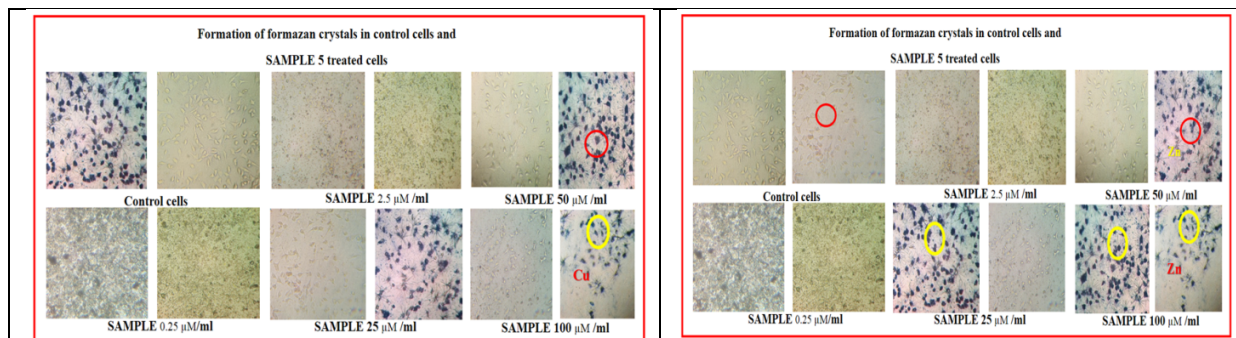 Formation of formazan crystals in control cells and
SAMPLE 5 treated cells
Control cells
SAMPLE 2.5 µM /ml
SAMPLE 50 µM /ml
Cu
SAMPLE 0.25 µM/ml
SAMPLE 25 µM /ml
SAMPLE 100 µM /ml
Formation of formazan crystals in control cells and
SAMPLE 5 treated cells
Zn
Control cells
SAMPLE 2.5 µM /ml
SAMPLE 50 µM /ml
Zn
SAMPLE 0.25 µM/ml
SAMPLE 25 µM /ml
SAMPLE 100 µM /ml